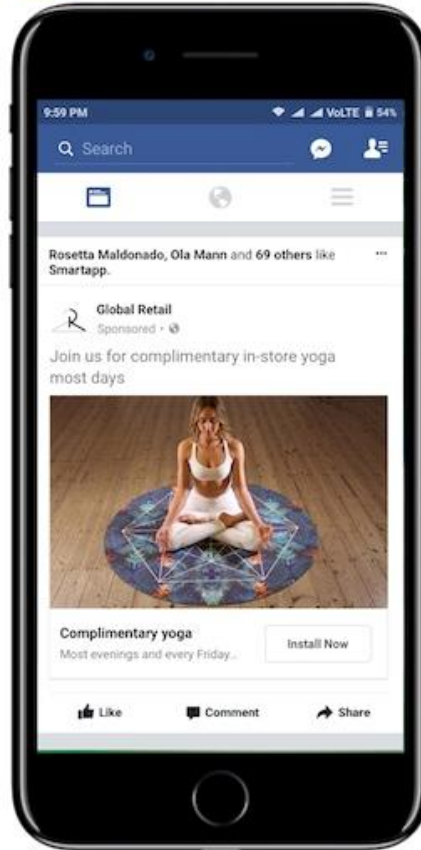 9:59 PM VoLTE 54%
Search
Rosetta Maldonado, Ola Mann and 69 others like
Smartapp.
Global Retail
Sponsored •
Join us for complimentary in-store yoga
most days
Complimentary yoga
Most evenings and every Friday...
Install Now
Like Comment Share